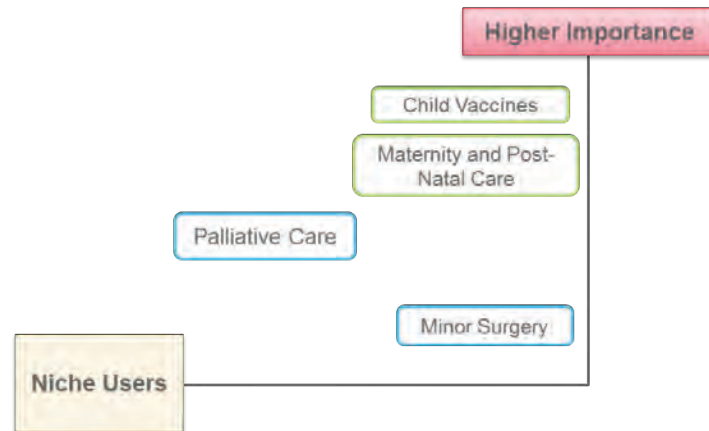 Higher Importance
Child Vaccines
Maternity and Post-
Natal Care
Palliative Care
Minor Surgery
Niche Users